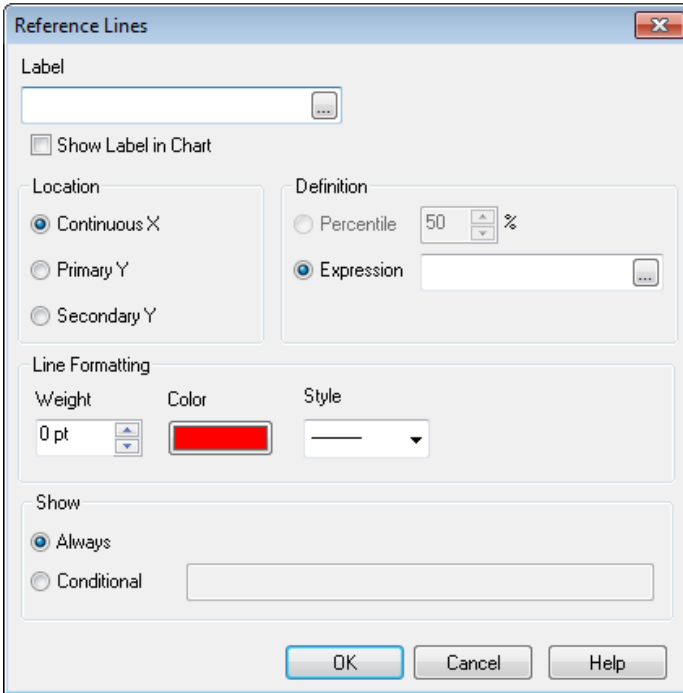 Reference Lines
Label
...
Show Label in Chart
Location
Continuous X
Primary Y
Secondary Y
Definition
Percentile 50 %
Expression ...
Line Formatting
Weight Color Style
0 pt
Show
Always
Conditional
OK Cancel Help